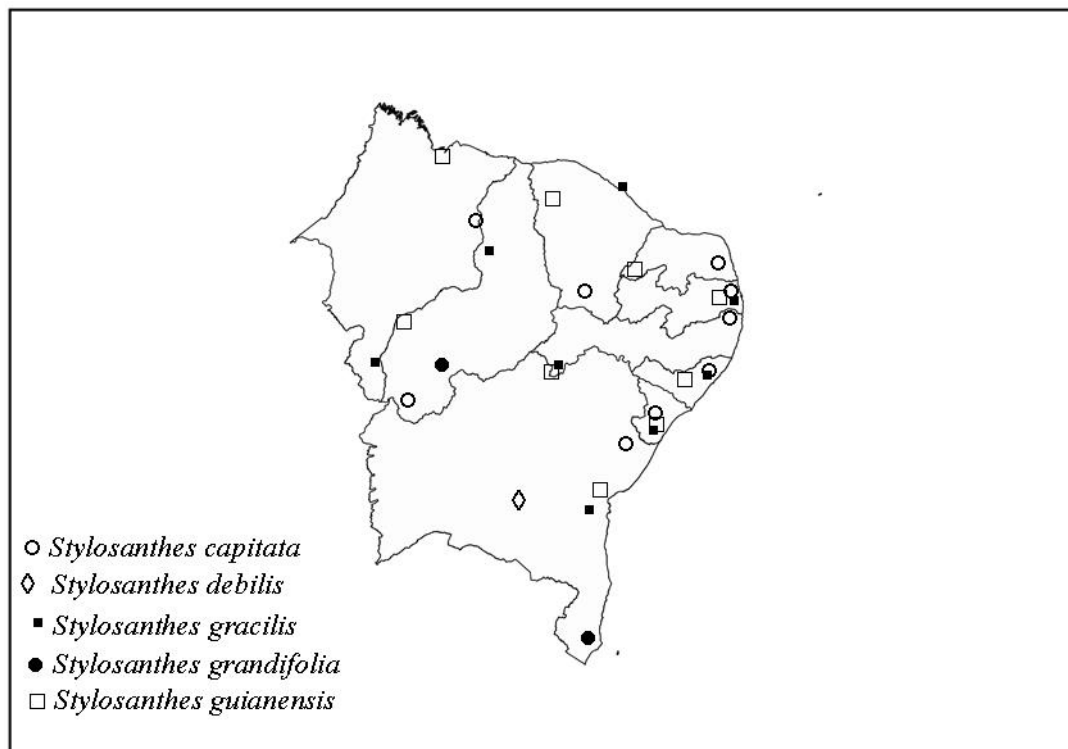 Stylosanthes capitata
Stylosanthes debilis
Stylosanthes gracilis
Stylosanthes grandifolia
Stylosanthes guianensis